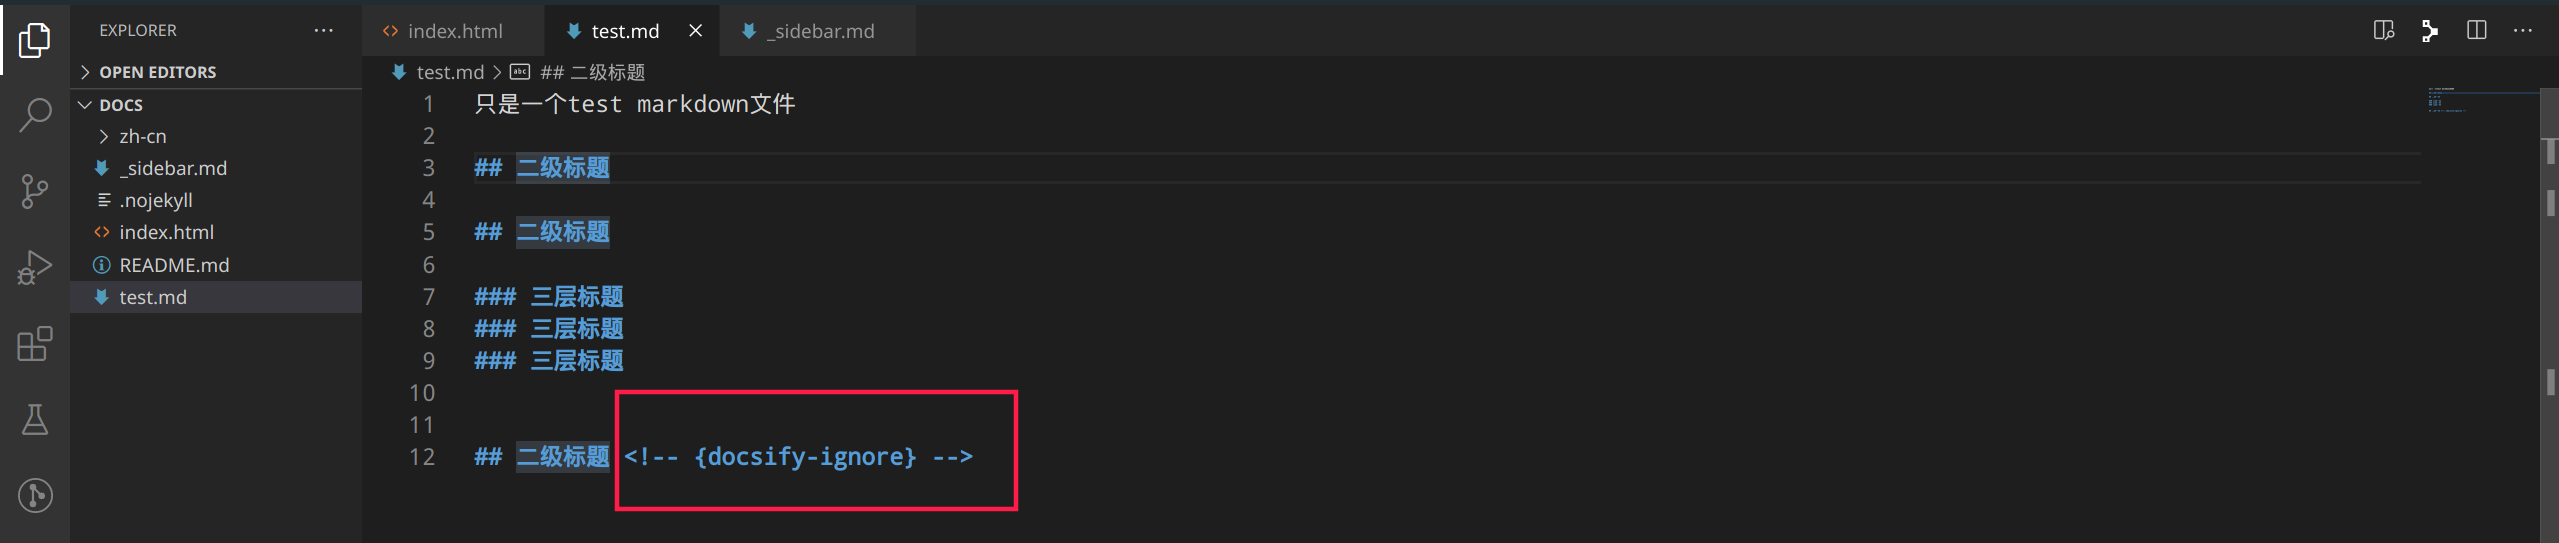 EXPLORER ...
OPEN EDITORS
DOCS
zh-cn
_sidebar.md
.nojekyll
index.html
README.md
test.md
index.html test.md _sidebar.md
test.md > abc ## 二级标题
1 只是一个test markdown文件
2
3 ## 二级标题
4
5 ## 二级标题
6
7 ### 三层标题
8 ### 三层标题
9 ### 三层标题
10
11
12 ## 二级标题 <!-- {docsify-ignore} -->